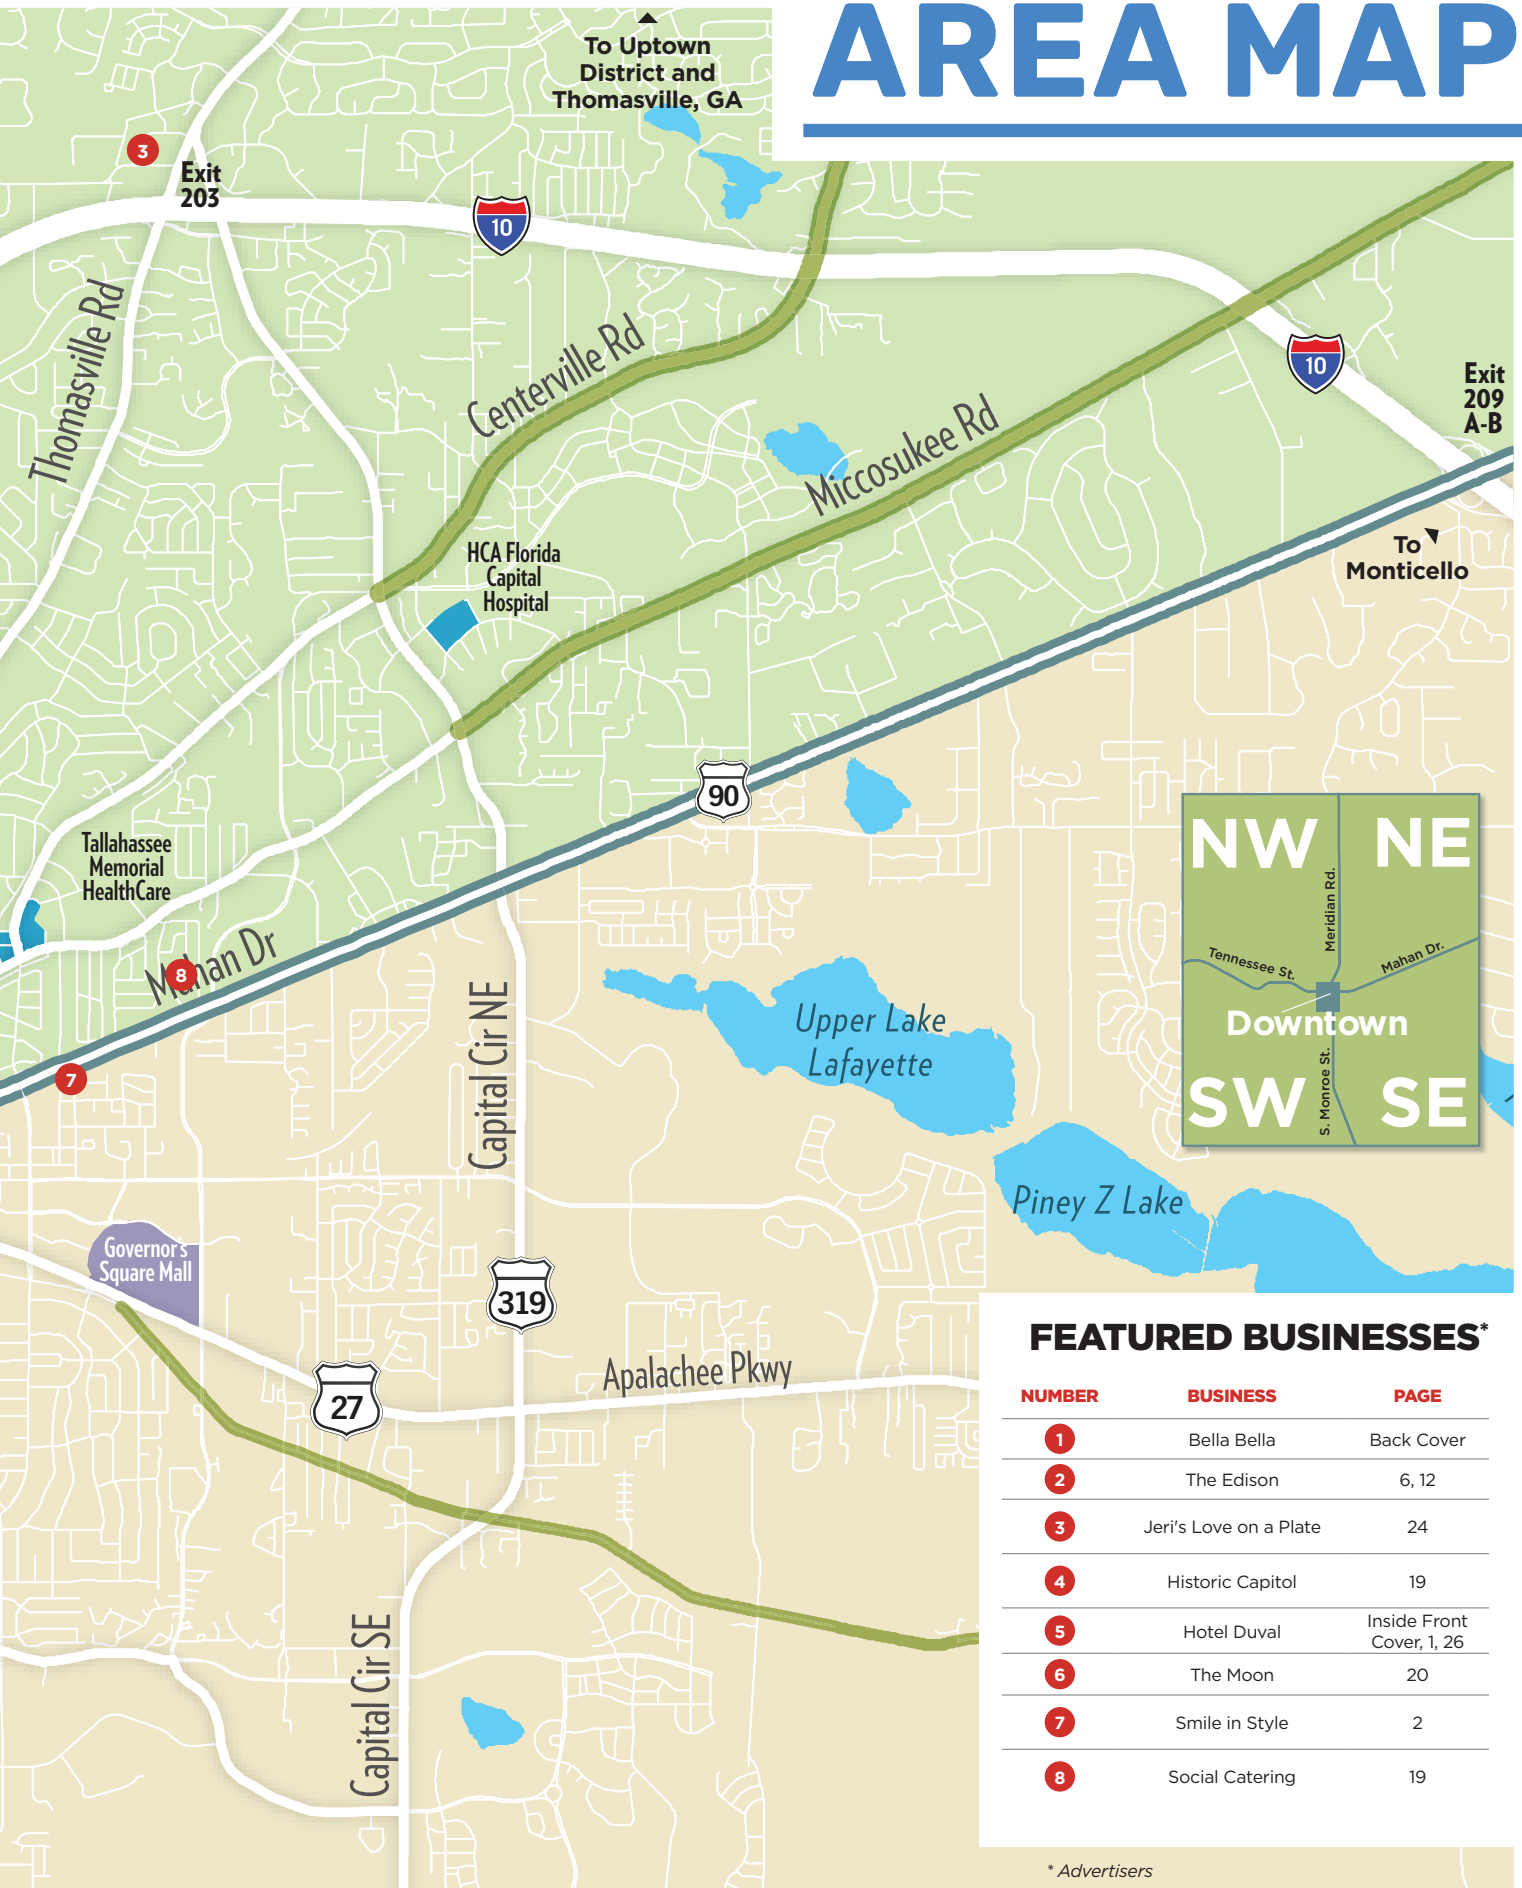 AREA MAP
To Uptown
District and
Thomasville, GA
3
Exit
203
10
Thomasville Rd
Centerville Rd
10
Exit
209
A-B
Miccosukee Rd
To
Monticello
HCA Florida
Capital
Hospital
90
Tallahassee
Memorial
HealthCare
Mahan Dr
8
7
NW
NE
Meridian Rd.
Tennessee St.
Mahan Dr.
Downtown
S. Monroe St.
SW
SE
Capital Cir NE
Upper Lake
Lafayette
Piney Z Lake
Governor's
Square Mall
319
27
Apalachee Pkwy
Capital Cir SE
FEATURED BUSINESSES*
NUMBER BUSINESS PAGE
1 Bella Bella Back Cover
2 The Edison 6, 12
3 Jeri's Love on a Plate 24
4 Historic Capitol 19
5 Hotel Duval Inside Front
Cover, 1, 26
6 The Moon 20
7 Smile in Style 2
8 Social Catering 19
* Advertisers